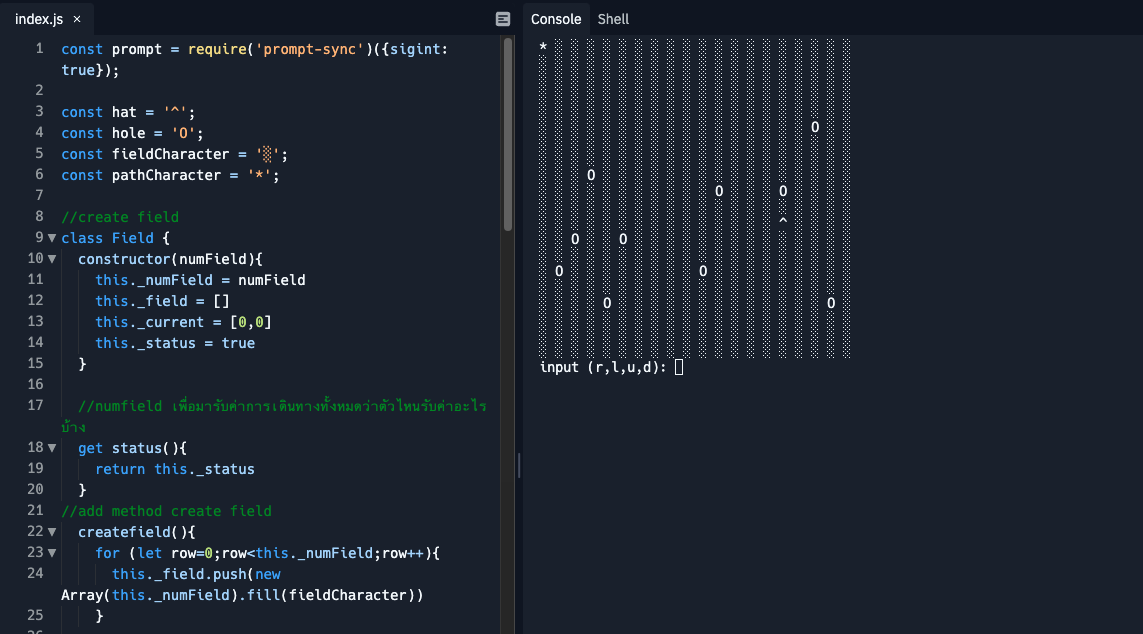 index.js ×
1 const prompt = require('prompt-sync')({sigint:
true});
2
3 const hat = '^';
4 const hole = 'O';
5 const fieldCharacter = '░';
6 const pathCharacter = '*';
7
8 //create field
9 class Field {
10 constructor(numField){
11 this._numField = numField
12 this._field = []
13 this._current = [0,0]
14 this._status = true
15 }
16
17 //numfield เพื่อมารับค่าการเดินทางทั้งหมดว่าตัวไหนรับค่าอะไร
บ้าง
18 get status(){
19 return this._status
20 }
21 //add method create field
22 createfield(){
23 for (let row=0;row<this._numField;row++){
24 this._field.push(new
Array(this._numField).fill(fieldCharacter))
25 }
Console Shell
* ░ ░ ░ ░ ░ ░ ░ ░ ░ ░ ░ ░ ░ ░ ░ ░ ░ ░ ░
░ ░ ░ ░ ░ ░ ░ ░ ░ ░ ░ ░ ░ ░ ░ ░ ░ ░ ░ ░
░ ░ ░ ░ ░ ░ ░ ░ ░ ░ ░ ░ ░ ░ ░ ░ ░ ░ ░ ░
░ ░ ░ ░ ░ ░ ░ ░ ░ ░ ░ ░ ░ ░ ░ ░ ░ ░ ░ ░
░ ░ ░ ░ ░ ░ ░ ░ ░ ░ ░ ░ ░ ░ ░ ░ ░ ░ ░ ░
░ ░ ░ ░ ░ ░ ░ ░ ░ ░ ░ ░ ░ ░ ░ ░ ░ O ░ ░
░ ░ ░ ░ ░ ░ ░ ░ ░ ░ ░ ░ ░ ░ ░ ░ ░ ░ ░ ░
░ ░ ░ ░ ░ ░ ░ ░ ░ ░ ░ ░ ░ ░ ░ ░ ░ ░ ░ ░
░ ░ ░ O ░ ░ ░ ░ ░ ░ ░ ░ ░ ░ ░ ░ ░ ░ ░ ░
░ ░ ░ ░ ░ ░ ░ ░ ░ ░ ░ O ░ ░ ░ O ░ ░ ░ ░
░ ░ ░ ░ ░ ░ ░ ░ ░ ░ ░ ░ ░ ░ ░ ░ ░ ░ ░ ░
░ ░ ░ ░ ░ ░ ░ ░ ░ ░ ░ ░ ░ ░ ░ ^ ░ ░ ░ ░
░ ░ O ░ ░ O ░ ░ ░ ░ ░ ░ ░ ░ ░ ░ ░ ░ ░ ░
░ ░ ░ ░ ░ ░ ░ ░ ░ ░ ░ ░ ░ ░ ░ ░ ░ ░ ░ ░
░ O ░ ░ ░ ░ ░ ░ ░ ░ O ░ ░ ░ ░ ░ ░ ░ ░ ░
░ ░ ░ ░ ░ ░ ░ ░ ░ ░ ░ ░ ░ ░ ░ ░ ░ ░ ░ ░
░ ░ ░ ░ O ░ ░ ░ ░ ░ ░ ░ ░ ░ ░ ░ ░ ░ O ░
░ ░ ░ ░ ░ ░ ░ ░ ░ ░ ░ ░ ░ ░ ░ ░ ░ ░ ░ ░
░ ░ ░ ░ ░ ░ ░ ░ ░ ░ ░ ░ ░ ░ ░ ░ ░ ░ ░ ░
░ ░ ░ ░ ░ ░ ░ ░ ░ ░ ░ ░ ░ ░ ░ ░ ░ ░ ░ ░
input (r,l,u,d):